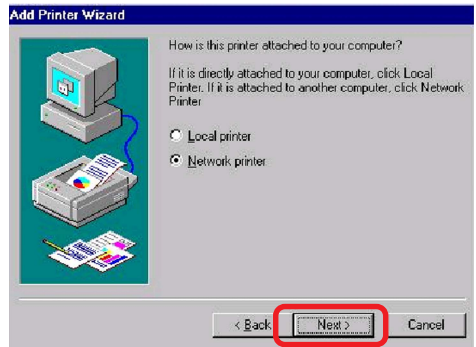 Add Printer Wizard
How is this printer attached to your computer?
If it is directly attached to your computer, click Local
Printer. If it is attached to another computer, click Network
Printer
Local printer
Network printer
< Back
Next >
Cancel